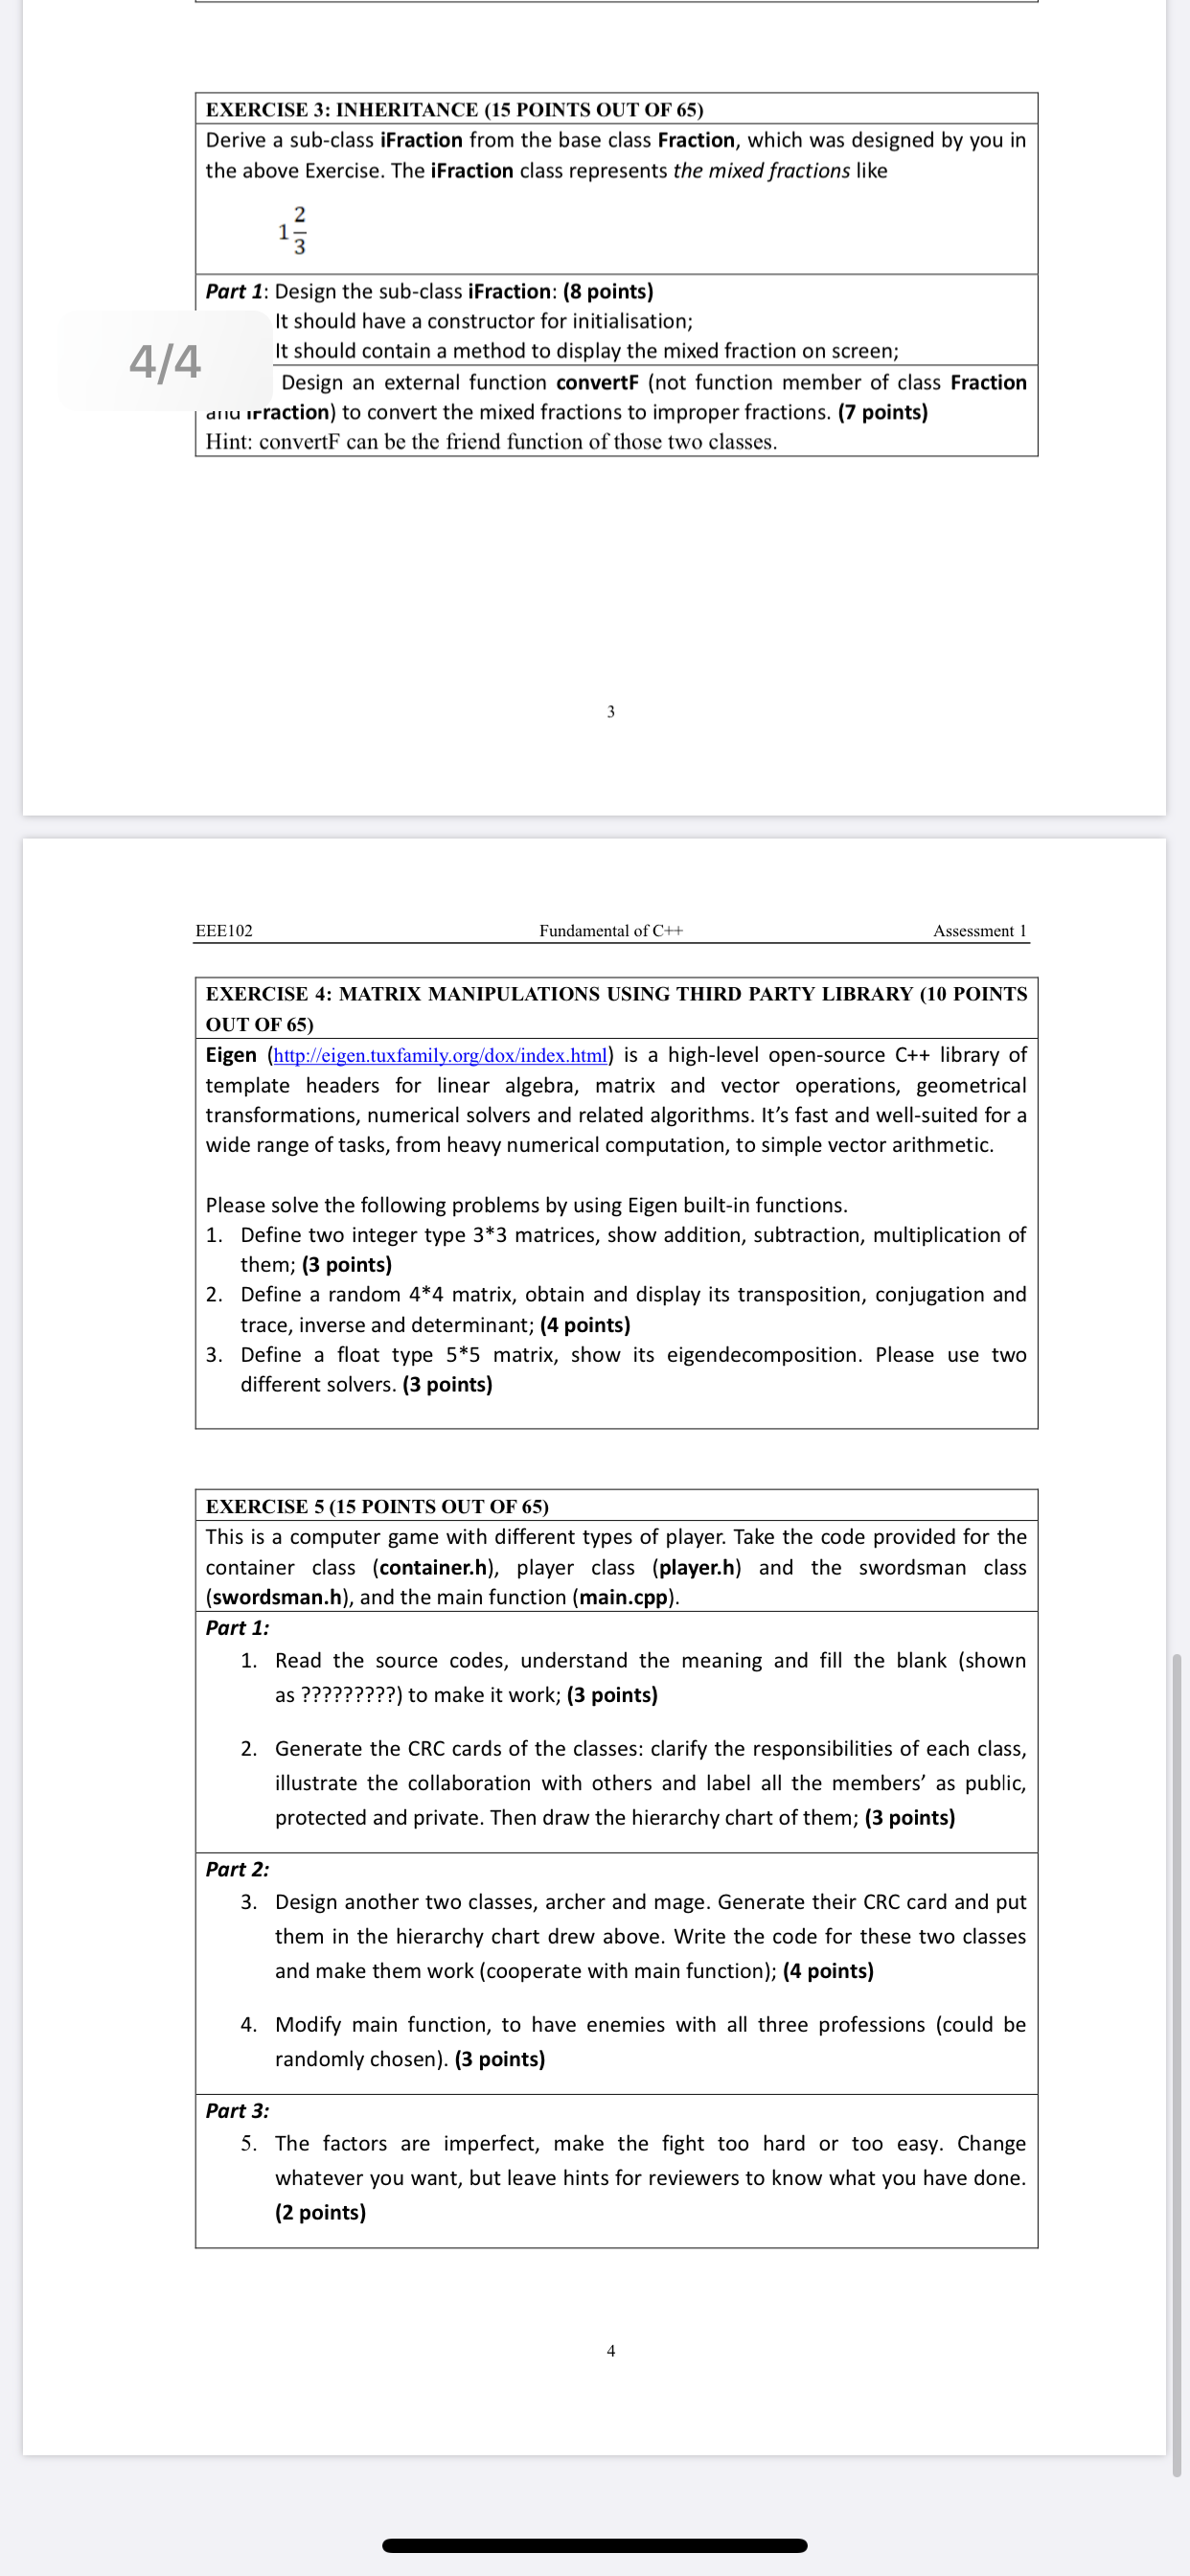 EXERCISE 3: INHERITANCE (15 POINTS OUT OF 65)
Derive a sub-class iFraction from the base class Fraction, which was designed by you in
the above Exercise. The iFraction class represents the mixed fractions like
1 2/3
Part 1: Design the sub-class iFraction: (8 points)
It should have a constructor for initialisation;
4/4
It should contain a method to display the mixed fraction on screen;
Design an external function convertF (not function member of class Fraction
and iFraction) to convert the mixed fractions to improper fractions. (7 points)
Hint: convertF can be the friend function of those two classes.
3
EEE102 Fundamental of C++ Assessment 1
EXERCISE 4: MATRIX MANIPULATIONS USING THIRD PARTY LIBRARY (10 POINTS
OUT OF 65)
Eigen (http://eigen.tuxfamily.org/dox/index.html) is a high-level open-source C++ library of
template headers for linear algebra, matrix and vector operations, geometrical
transformations, numerical solvers and related algorithms. It’s fast and well-suited for a
wide range of tasks, from heavy numerical computation, to simple vector arithmetic.
Please solve the following problems by using Eigen built-in functions.
1. Define two integer type 3*3 matrices, show addition, subtraction, multiplication of
them; (3 points)
2. Define a random 4*4 matrix, obtain and display its transposition, conjugation and
trace, inverse and determinant; (4 points)
3. Define a float type 5*5 matrix, show its eigendecomposition. Please use two
different solvers. (3 points)
EXERCISE 5 (15 POINTS OUT OF 65)
This is a computer game with different types of player. Take the code provided for the
container class (container.h), player class (player.h) and the swordsman class
(swordsman.h), and the main function (main.cpp).
Part 1:
1. Read the source codes, understand the meaning and fill the blank (shown
as ?????????) to make it work; (3 points)
2. Generate the CRC cards of the classes: clarify the responsibilities of each class,
illustrate the collaboration with others and label all the members’ as public,
protected and private. Then draw the hierarchy chart of them; (3 points)
Part 2:
3. Design another two classes, archer and mage. Generate their CRC card and put
them in the hierarchy chart drew above. Write the code for these two classes
and make them work (cooperate with main function); (4 points)
4. Modify main function, to have enemies with all three professions (could be
randomly chosen). (3 points)
Part 3:
5. The factors are imperfect, make the fight too hard or too easy. Change
whatever you want, but leave hints for reviewers to know what you have done.
(2 points)
4